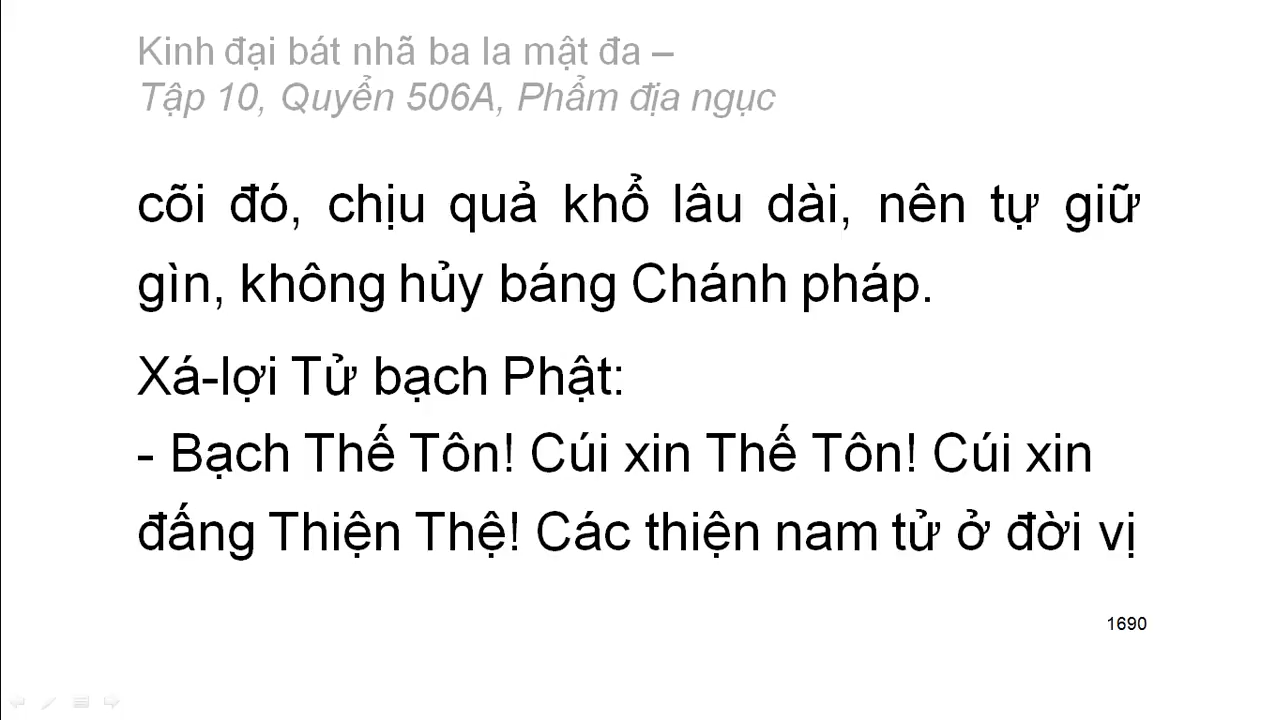 Kinh đại bát nhã ba la mật đa –
Tập 10, Quyển 506A, Phẩm địa ngục
cõi đó, chịu quả khổ lâu dài, nên tự giữ
gìn, không hủy báng Chánh pháp.
Xá-lợi Tử bạch Phật:
- Bạch Thế Tôn! Cúi xin Thế Tôn! Cúi xin
đấng Thiện Thệ! Các thiện nam tử ở đời vị
1690